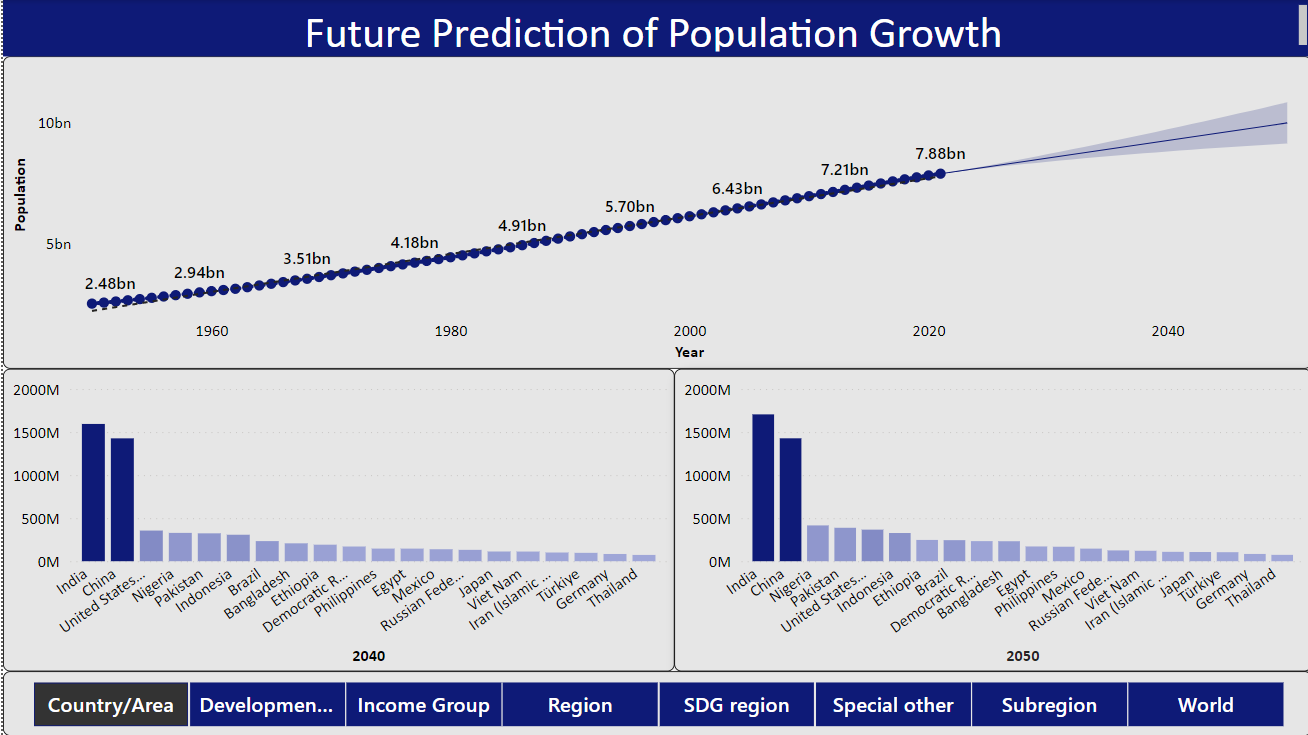 Future Prediction of Population Growth
10bn
5bn
Population
2.48bn
2.94bn
3.51bn
4.18bn
4.91bn
5.70bn
6.43bn
7.21bn
7.88bn
1960
1980
2000
2020
2040
Year
2000M
1500M
1000M
500M
0M
India
China
United States...
Nigeria
Pakistan
Indonesia
Brazil
Bangladesh
Ethiopia
Democratic R...
Philippines
Egypt
Mexico
Russian Fede...
Japan
Viet Nam
Iran (Islamic ...
Türkiye
Germany
Thailand
2040
2000M
1500M
1000M
500M
0M
India
China
Nigeria
Pakistan
United States...
Indonesia
Ethiopia
Brazil
Democratic R...
Bangladesh
Egypt
Philippines
Mexico
Russian Fede...
Viet Nam
Iran (Islamic ...
Japan
Türkiye
Germany
Thailand
2050
Country/Area Developmen... Income Group Region SDG region Special other Subregion World